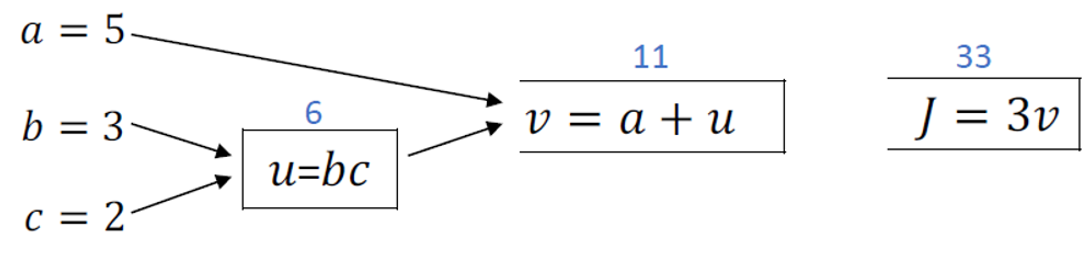 a = 5
b = 3
c = 2
6
u=bc
11
v = a + u
33
J = 3v